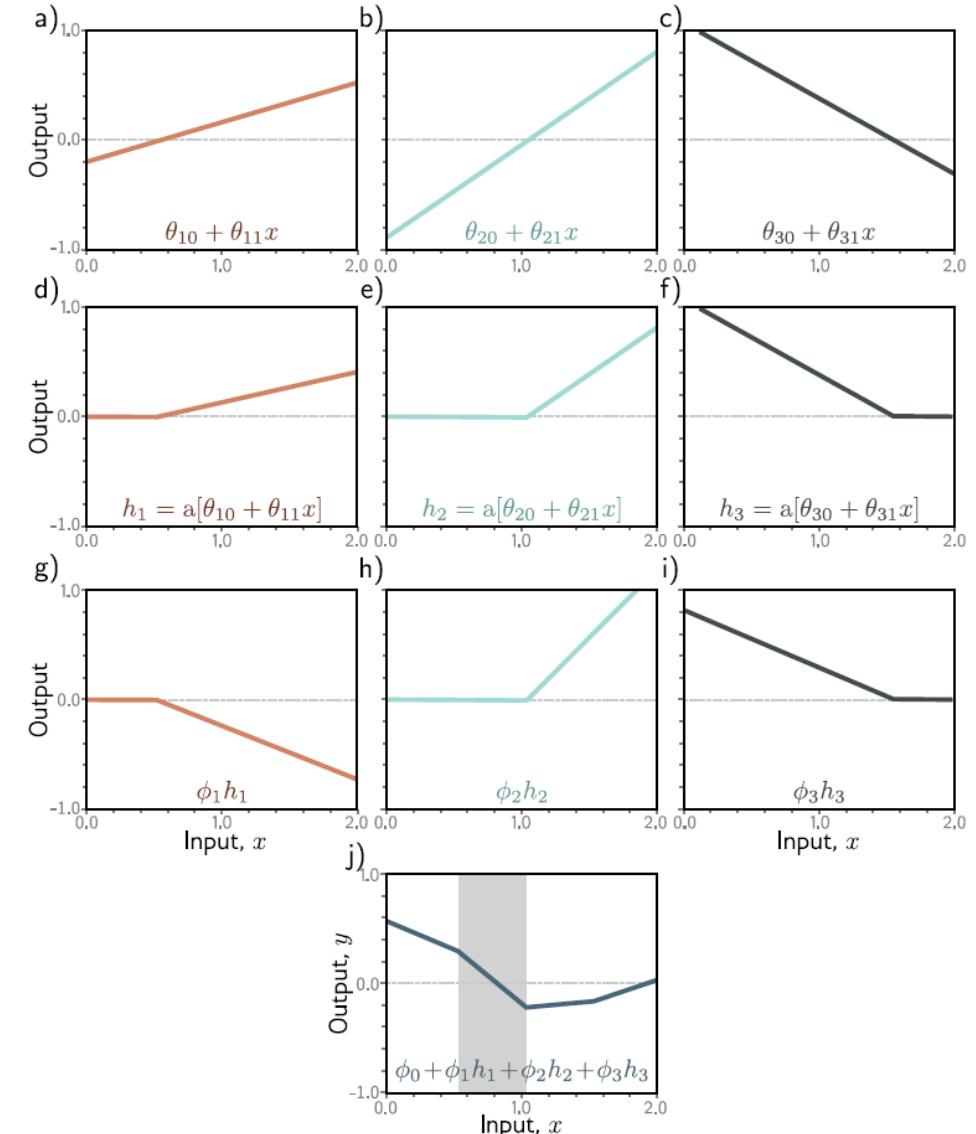 a) b) c)
1.0
Output
0.0
-1.0
θ₁₀ + θ₁₁x θ₂₀ + θ₂₁x θ₃₀ + θ₃₁x
0.0 1.0 2.0 0.0 1.0 2.0 0.0 1.0 2.0
d) e) f)
1.0
Output
0.0
-1.0
h₁ = a[θ₁₀ + θ₁₁x] h₂ = a[θ₂₀ + θ₂₁x] h₃ = a[θ₃₀ + θ₃₁x]
0.0 1.0 2.0 0.0 1.0 2.0 0.0 1.0 2.0
g) h) i)
1.0
Output
0.0
-1.0
ϕ₁h₁ ϕ₂h₂ ϕ₃h₃
0.0 1.0 2.0 0.0 1.0 2.0 0.0 1.0 2.0
Input, x Input, x
j)
1.0
Output, y
0.0
-1.0
ϕ₀+ϕ₁h₁+ϕ₂h₂+ϕ₃h₃
0.0 1.0 2.0
Input, x